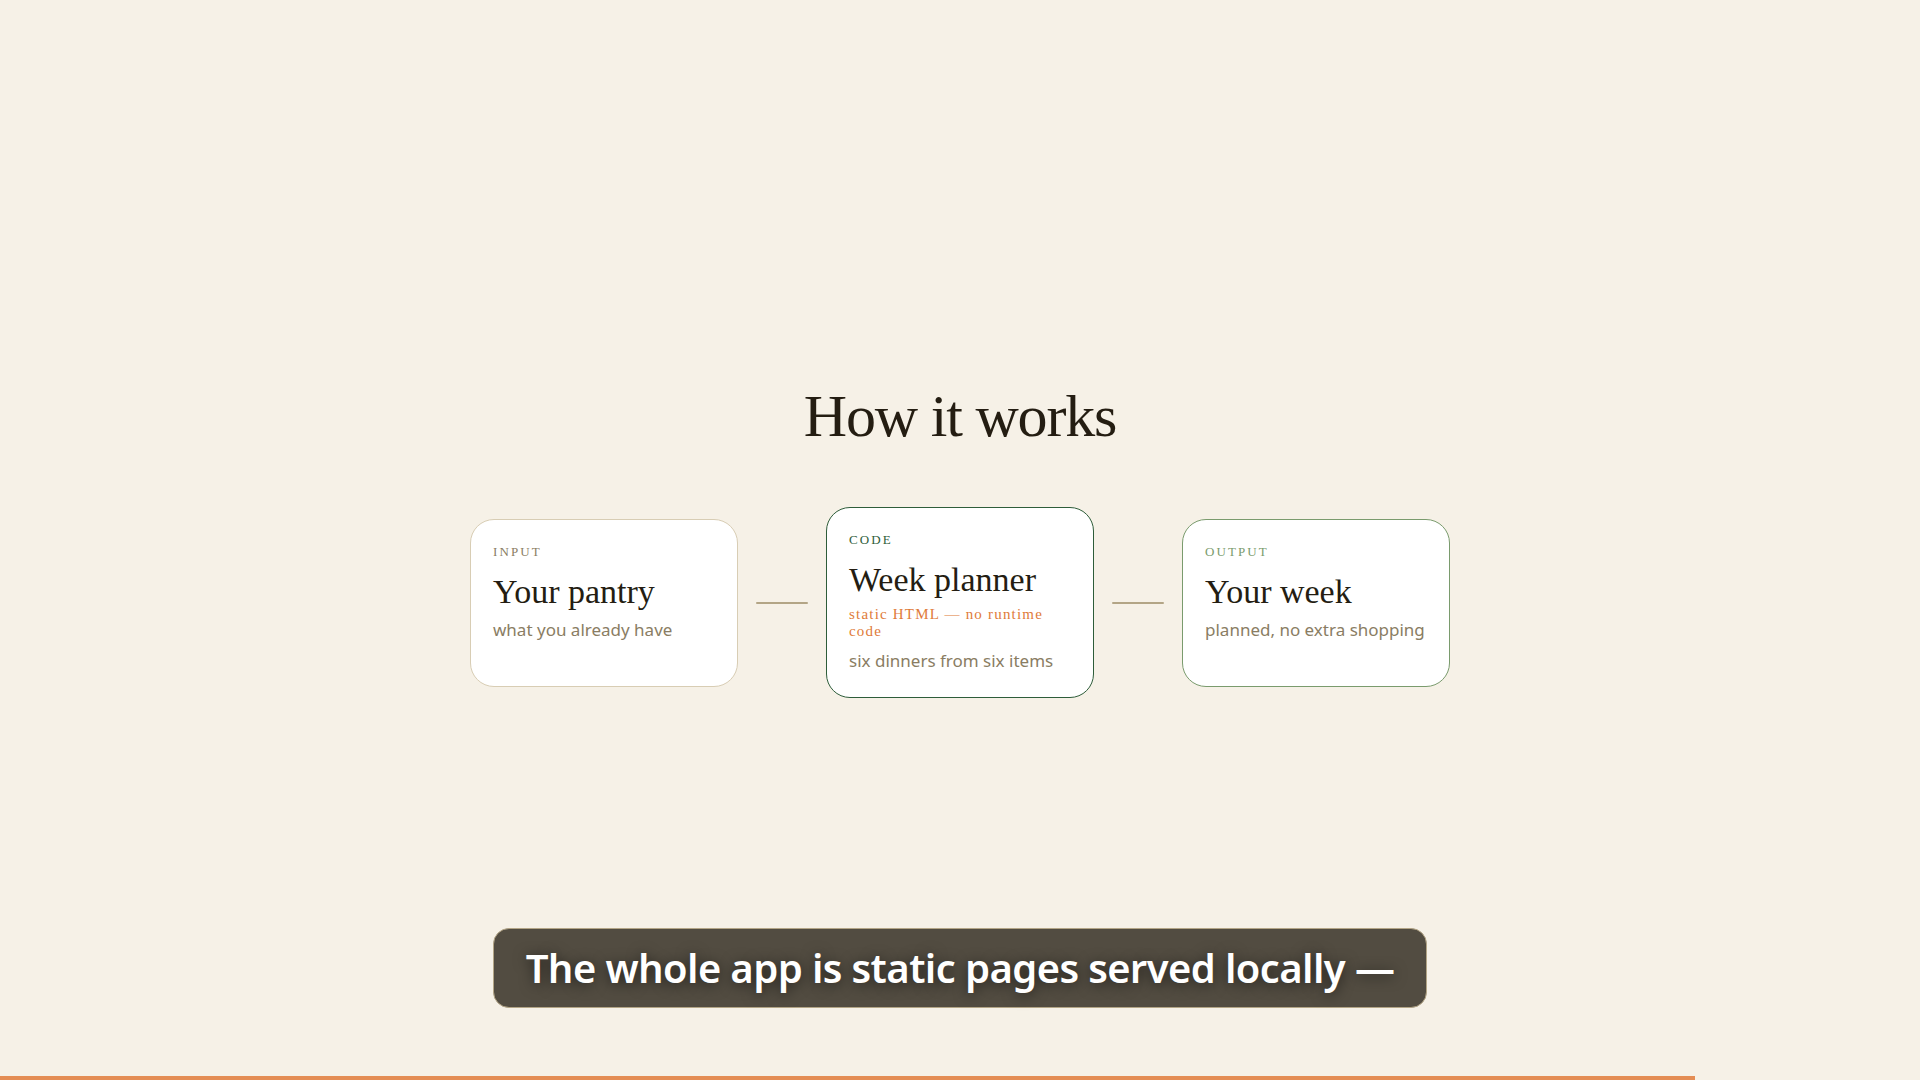 How it works
INPUT
Your pantry
what you already have
CODE
Week planner
static HTML — no runtime
code
six dinners from six items
OUTPUT
Your week
planned, no extra shopping
The whole app is static pages served locally —